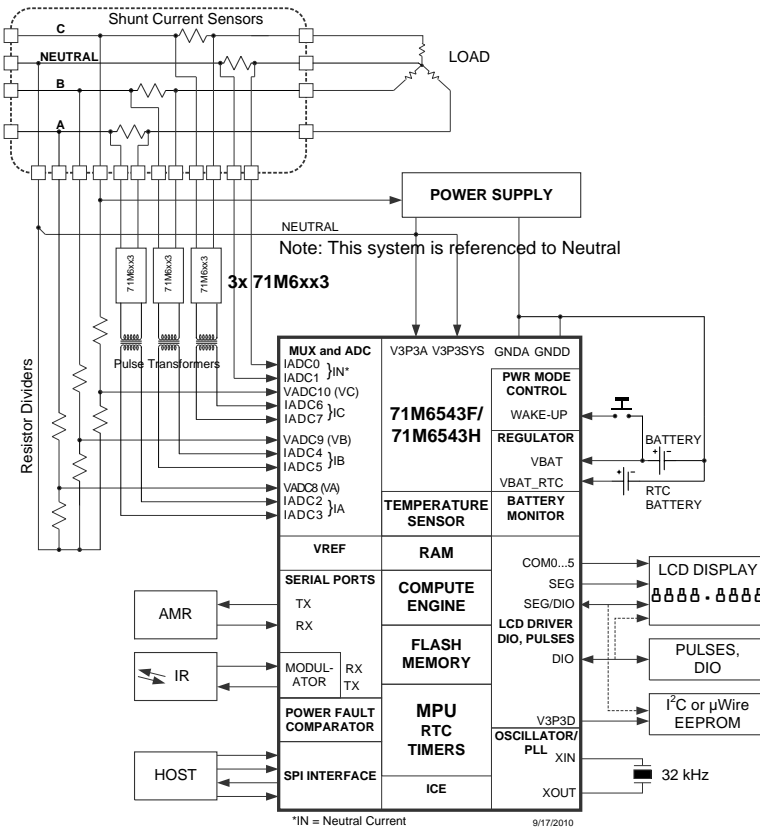 Shunt Current Sensors
C
NEUTRAL
B
A
LOAD
POWER SUPPLY
NEUTRAL
Note: This system is referenced to Neutral
71M6xx3
71M6xx3
71M6xx3
3x 71M6xx3
Pulse Transformers
Resistor Dividers
MUX and ADC
IADC0
IADC1
}IN*
VADC10 (VC)
IADC6
IADC7
}IC
VADC9 (VB)
IADC4
IADC5
}IB
VADC8 (VA)
IADC2
IADC3
}IA
V3P3A V3P3SYS GNDA GNDD
71M6543F/
71M6543H
PWR MODE
CONTROL
WAKE-UP
REGULATOR
VBAT
VBAT_RTC
BATTERY
RTC
BATTERY
TEMPERATURE
SENSOR
BATTERY
MONITOR
VREF
RAM
SERIAL PORTS
TX
RX
COMPUTE
ENGINE
COM0...5
SEG
SEG/DIO
LCD DRIVER
DIO, PULSES
DIO
LCD DISPLAY
8888.8888
AMR
IR
MODUL-
ATOR
RX
TX
FLASH
MEMORY
PULSES,
DIO
I²C or µWire
EEPROM
POWER FAULT
COMPARATOR
MPU
RTC
TIMERS
V3P3D
OSCILLATOR/
PLL
XIN
XOUT
32 kHz
HOST
SPI INTERFACE
ICE
*IN = Neutral Current
9/17/2010